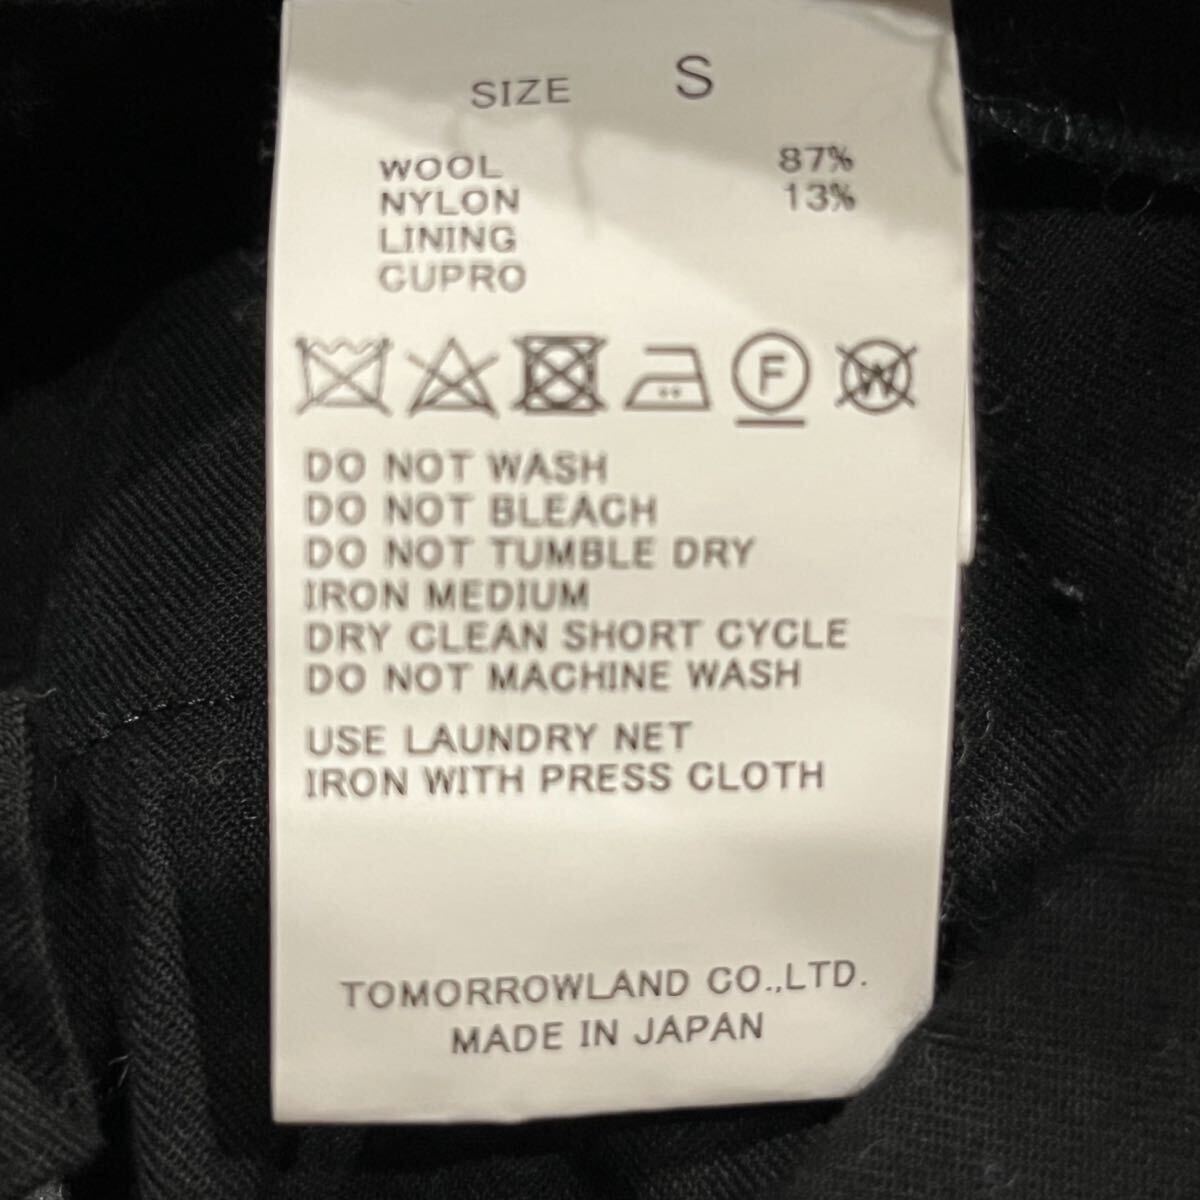 SIZE S
WOOL 87%
NYLON 13%
LINING
CUPRO
F W
DO NOT WASH
DO NOT BLEACH
DO NOT TUMBLE DRY
IRON MEDIUM
DRY CLEAN SHORT CYCLE
DO NOT MACHINE WASH
USE LAUNDRY NET
IRON WITH PRESS CLOTH
TOMORROWLAND CO.,LTD.
MADE IN JAPAN